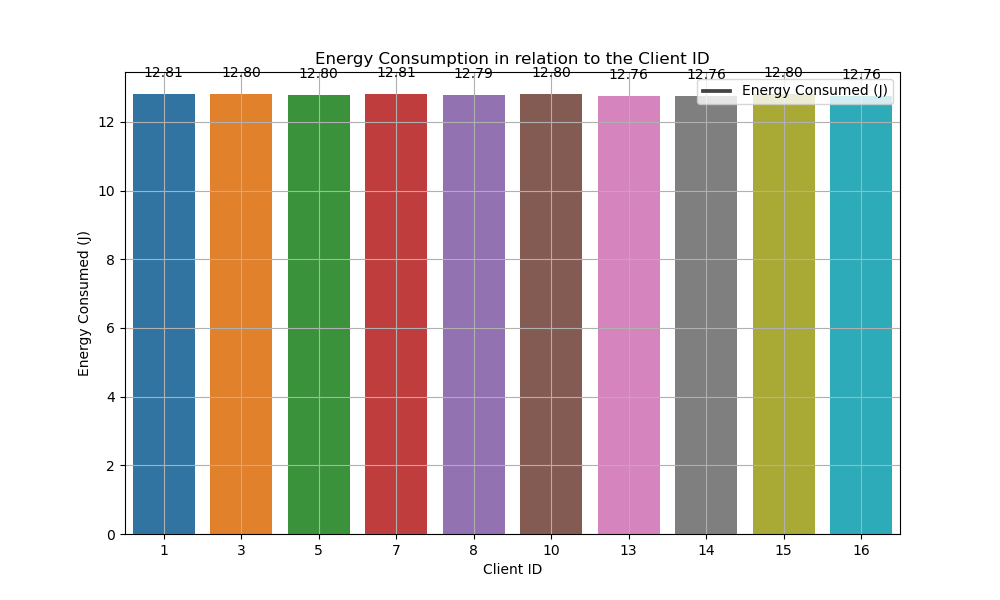 Energy Consumption in relation to the Client ID
12.81 12.80 12.80 12.81 12.79 12.80 12.76 12.76 12.80 12.76
Energy Consumed (J)
12
10
8
6
4
2
0
Energy Consumed (J)
1 3 5 7 8 10 13 14 15 16
Client ID